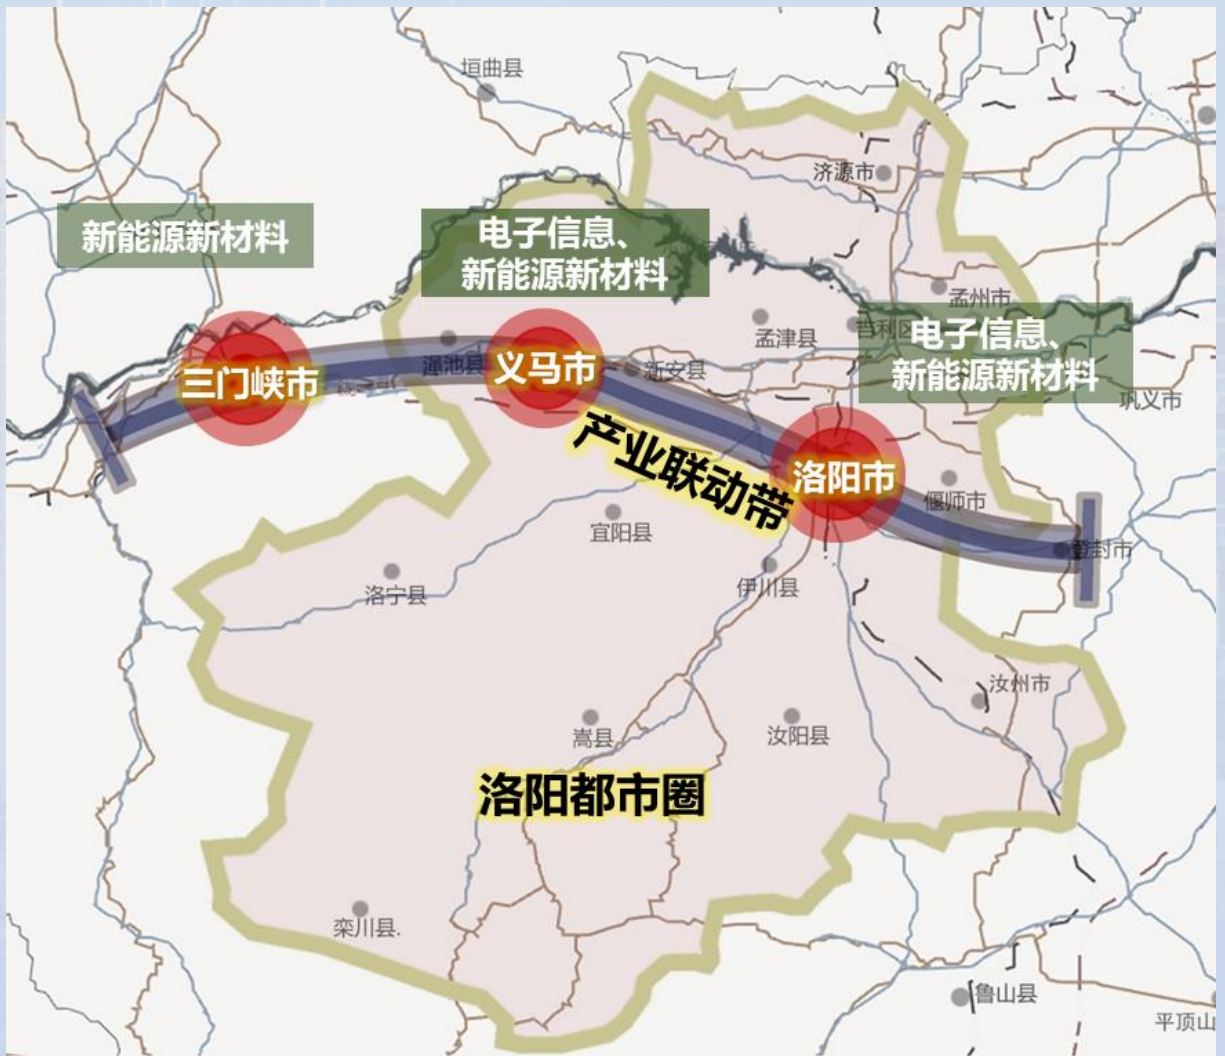 垣曲县
济源市
新能源新材料
电子信息、
新能源新材料
孟州市
孟津县
吉利区
电子信息、
新能源新材料
渑池县
义马市
新安县
三门峡市
巩义市
产业联动带
洛阳市
偃师市
宜阳县
登封市
伊川县
洛宁县
汝州市
嵩县
汝阳县
洛阳都市圈
栾川县.
鲁山县
平顶山